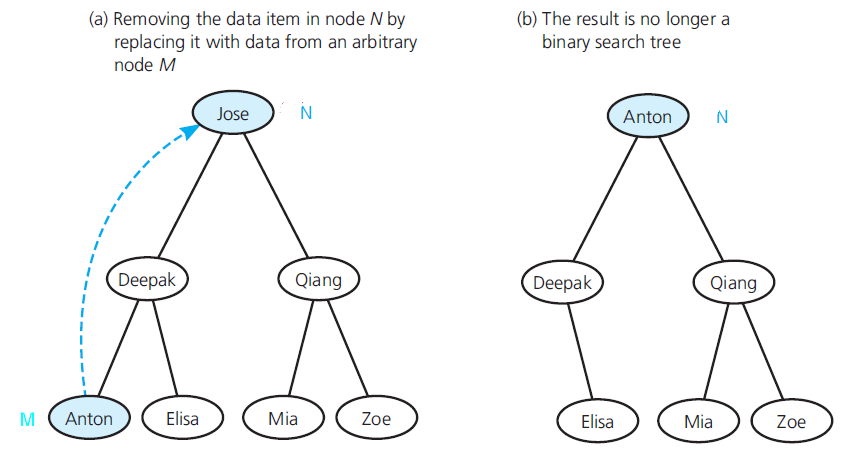 (a) Removing the data item in node N by
replacing it with data from an arbitrary
node M
Jose
N
Deepak
Qiang
M
Anton
Elisa
Mia
Zoe
(b) The result is no longer a
binary search tree
Anton
N
Deepak
Qiang
Elisa
Mia
Zoe